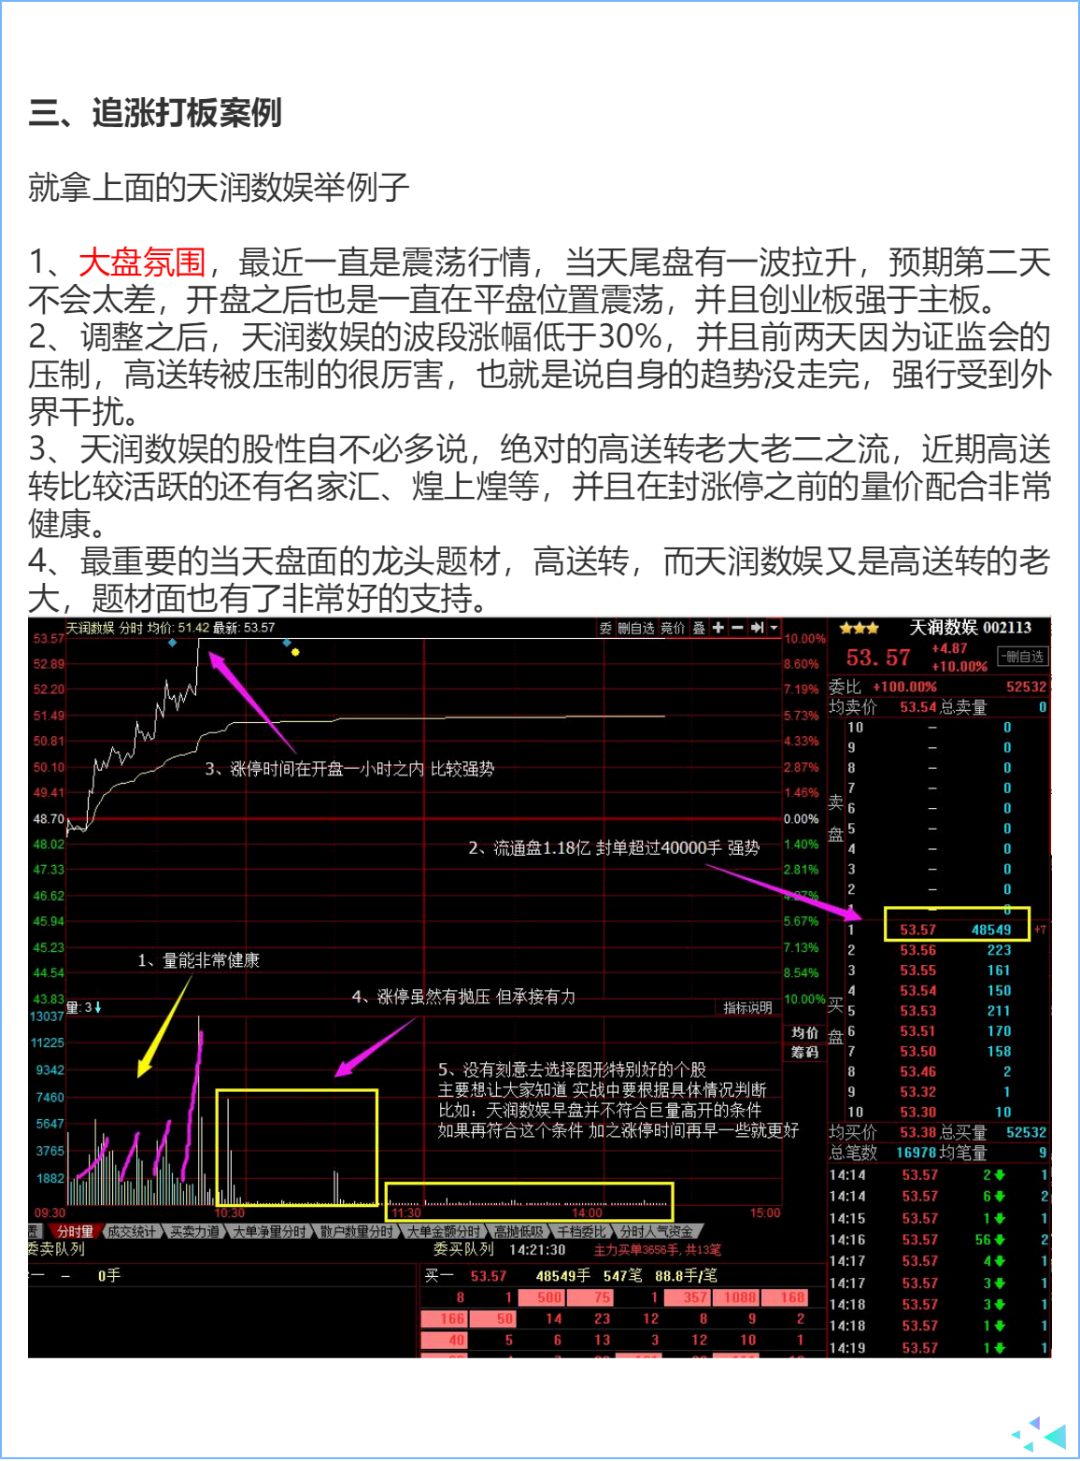 三、追涨打板案例
就拿上面的天润数娱举例子
1、大盘氛围，最近一直是震荡行情，当天尾盘有一波拉升，预期第二天
不会太差，开盘之后也是一直在平盘位置震荡，并且创业板强于主板。
2、调整之后，天润数娱的波段涨幅低于30%，并且前两天因为证监会的
压制，高送转被压制的很厉害，也就是说自身的趋势没走完，强行受到外
界干扰。
3、天润数娱的股性自不必多说，绝对的高送转老大老二之流，近期高送
转比较活跃的还有名家汇、煌上煌等，并且在封涨停之前的量价配合非常
健康。
4、最重要的当天盘面的龙头题材，高送转，而天润数娱又是高送转的老
大，题材面也有了非常好的支持。
天润数娱 分时 均价: 51.42 最新: 53.57
委 删自选 竞价 叠
天润数娱 002113
53.57 +4.87 +10.00% -删自选
委比 +100.00% 52532
均卖价 53.54 总卖量 0
卖盘
10 – 0
9 – 0
8 – 0
7 – 0
6 – 0
5 – 0
4 – 0
3 – 0
2 – 0
1 – 0
买盘
1 53.57 48549 +7
2 53.56 223
3 53.55 161
4 53.54 150
5 53.53 211
6 53.51 170
7 53.50 158
8 53.46 2
9 53.32 1
10 53.30 10
均买价 53.38 总买量 52532
总笔数 16978 均笔量 9
14:14 53.57 2 1
14:14 53.57 6 2
14:15 53.57 1 1
14:16 53.57 56 2
14:17 53.57 4 1
14:17 53.57 3 1
14:18 53.57 3 1
14:18 53.57 1 1
14:19 53.57 1 1
53.57 10.00%
52.89 8.60%
52.20 7.19%
51.49 5.73%
50.81 4.33%
50.10 2.87%
49.41 1.46%
48.70 0.00%
48.02 1.40%
47.33 2.81%
46.62 4.27%
45.94 5.67%
45.23 7.13%
44.54 8.54%
43.83 10.00%
3、涨停时间在开盘一小时之内 比较强势
2、流通盘1.18亿 封单超过40000手 强势
1、量能非常健康
4、涨停虽然有抛压 但承接有力
量: 3
指标说明
均价
筹码
13037
11225
9342
7460
5647
3765
1882
5、没有刻意去选择图形特别好的个股
主要想让大家知道 实战中要根据具体情况判断
比如：天润数娱早盘并不符合巨量高开的条件
如果再符合这个条件 加之涨停时间再早一些就更好
09:30 10:30 11:30 14:00 15:00
分时量 成交统计 买卖力道 大单净量分时 散户数量分时 大单金额分时 高抛低吸 千档委比 分时人气资金
委卖队列
– 0手
委买队列 14:21:30 主力买单3656手, 共13笔
买一 53.57 48549手 547笔 88.8手/笔
8 1 500 75 1 357 1088 168
166 50 14 23 12 8 9 2
40 5 6 13 3 12 10 1